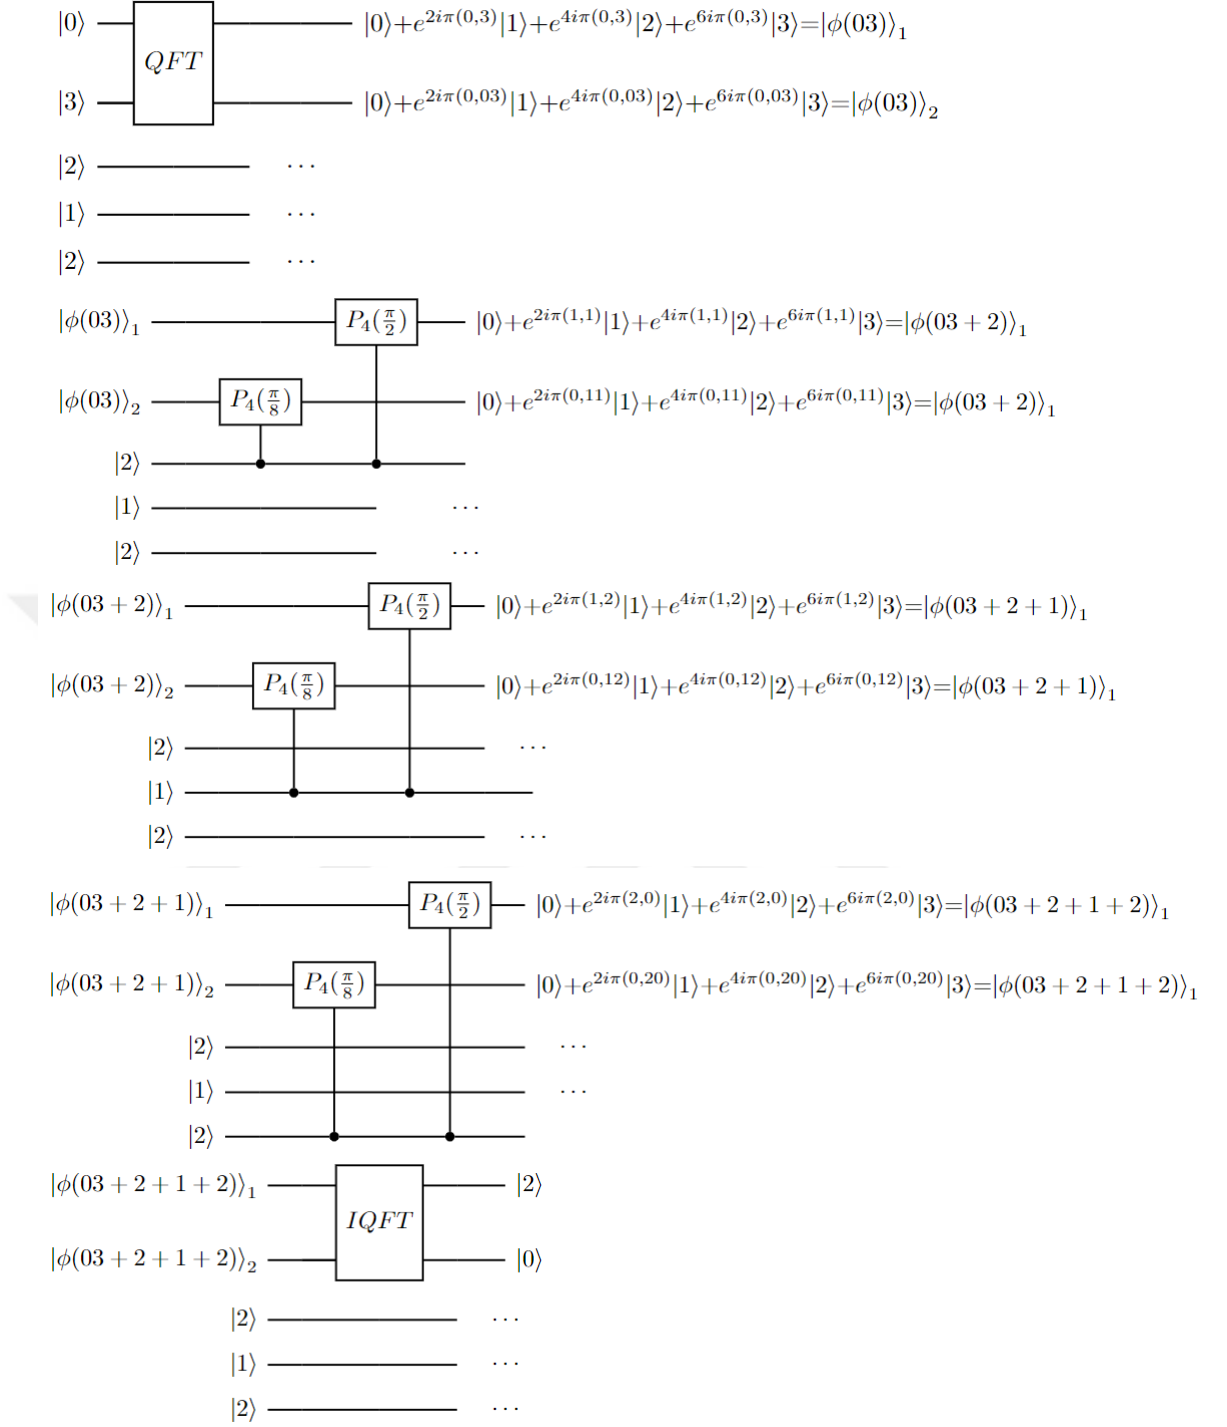 |0⟩ QFT |0⟩+e^{2iπ(0,3)}|1⟩+e^{4iπ(0,3)}|2⟩+e^{6iπ(0,3)}|3⟩=|ϕ(03)⟩₁
|3⟩ |0⟩+e^{2iπ(0,03)}|1⟩+e^{4iπ(0,03)}|2⟩+e^{6iπ(0,03)}|3⟩=|ϕ(03)⟩₂
|2⟩ ···
|1⟩ ···
|2⟩ ···
|ϕ(03)⟩₁ P₄(π/2) |0⟩+e^{2iπ(1,1)}|1⟩+e^{4iπ(1,1)}|2⟩+e^{6iπ(1,1)}|3⟩=|ϕ(03 + 2)⟩₁
|ϕ(03)⟩₂ P₄(π/8) |0⟩+e^{2iπ(0,11)}|1⟩+e^{4iπ(0,11)}|2⟩+e^{6iπ(0,11)}|3⟩=|ϕ(03 + 2)⟩₁
|2⟩
|1⟩ ···
|2⟩ ···
|ϕ(03 + 2)⟩₁ P₄(π/2) |0⟩+e^{2iπ(1,2)}|1⟩+e^{4iπ(1,2)}|2⟩+e^{6iπ(1,2)}|3⟩=|ϕ(03 + 2 + 1)⟩₁
|ϕ(03 + 2)⟩₂ P₄(π/8) |0⟩+e^{2iπ(0,12)}|1⟩+e^{4iπ(0,12)}|2⟩+e^{6iπ(0,12)}|3⟩=|ϕ(03 + 2 + 1)⟩₁
|2⟩ ···
|1⟩
|2⟩ ···
|ϕ(03 + 2 + 1)⟩₁ P₄(π/2) |0⟩+e^{2iπ(2,0)}|1⟩+e^{4iπ(2,0)}|2⟩+e^{6iπ(2,0)}|3⟩=|ϕ(03 + 2 + 1 + 2)⟩₁
|ϕ(03 + 2 + 1)⟩₂ P₄(π/8) |0⟩+e^{2iπ(0,20)}|1⟩+e^{4iπ(0,20)}|2⟩+e^{6iπ(0,20)}|3⟩=|ϕ(03 + 2 + 1 + 2)⟩₁
|2⟩ ···
|1⟩ ···
|2⟩
|ϕ(03 + 2 + 1 + 2)⟩₁ IQFT |2⟩
|ϕ(03 + 2 + 1 + 2)⟩₂ |0⟩
|2⟩ ···
|1⟩ ···
|2⟩ ···